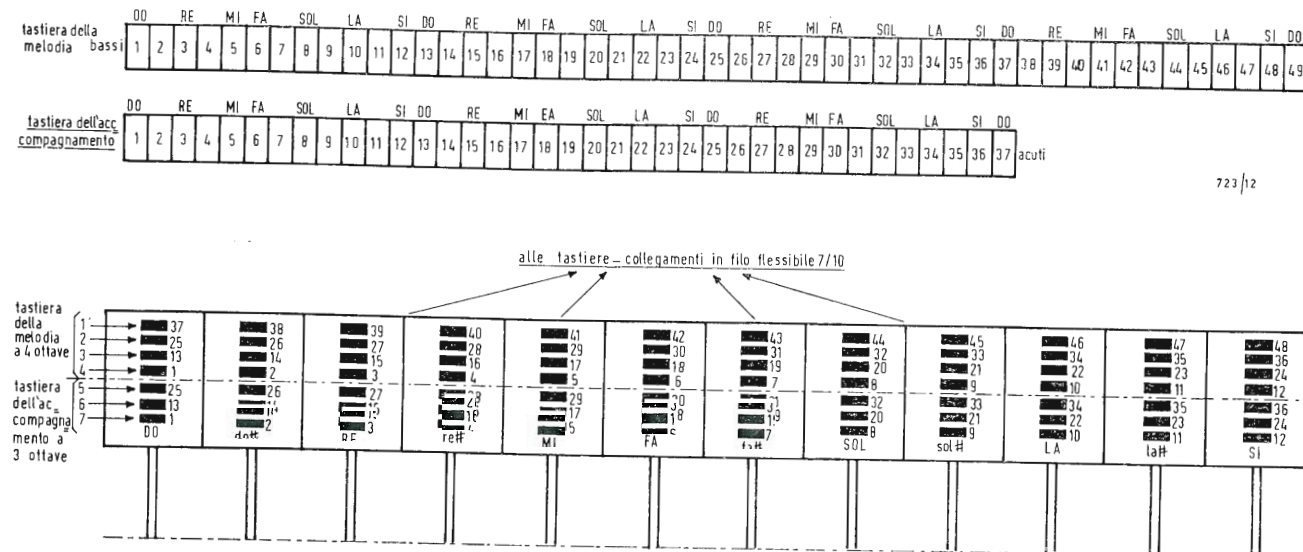 DO RE MI FA SOL LA SI DO RE MI FA SOL LA SI DO RE MI FA SOL LA SI DO RE MI FA SOL LA SI DO
tastiera della melodia bassi 1 2 3 4 5 6 7 8 9 10 11 12 13 14 15 16 17 18 19 20 21 22 23 24 25 26 27 28 29 30 31 32 33 34 35 36 37 38 39 40 41 42 43 44 45 46 47 48 49
DO RE MI FA SOL LA SI DO RE MI EA SOL LA SI DO RE MI FA SOL LA SI DO
tastiera dell'acc=
compagnamento 1 2 3 4 5 6 7 8 9 10 11 12 13 14 15 16 17 18 19 20 21 22 23 24 25 26 27 28 29 30 31 32 33 34 35 36 37 acuti
723/12
alle tastiere _ collegamenti in filo flessibile 7/10
tastiera
della
melodia
a 4 ottave
1 37 38 39 40 41 42 43 44 45 46 47 48
2 25 26 27 28 29 30 31 32 33 34 35 36
3 13 14 15 16 17 18 19 20 21 22 23 24
4 1 2 3 4 5 6 7 8 9 10 11 12
tastiera
dell'ac=
compagna
mento a
3 ottave
5 25 26 27 28 29 30 32 33 34 35 36
6 13 17 20 21 22 23 24
7 1 2 3 5 7 8 9 10 11 12
DO do# RE re# MI FA fa# SOL sol# LA la# SI